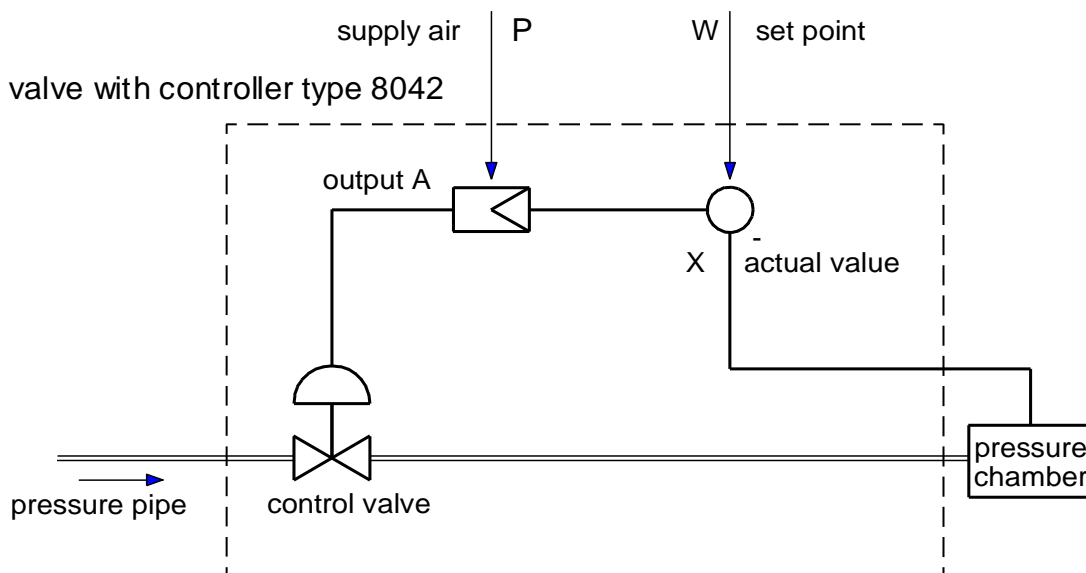 supply air P W set point
valve with controller type 8042
output A
-
X actual value
pressure
chamber
pressure pipe control valve